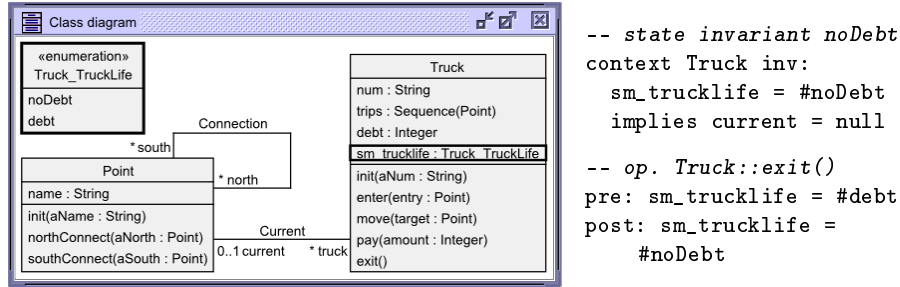 Class diagram
«enumeration»
Truck_TruckLife
noDebt
debt
Connection
* south
* north
Point
name : String
init(aName : String)
northConnect(aNorth : Point)
southConnect(aSouth : Point)
Current
0..1 current
* truck
Truck
num : String
trips : Sequence(Point)
debt : Integer
sm_trucklife : Truck_TruckLife
init(aNum : String)
enter(entry : Point)
move(target : Point)
pay(amount : Integer)
exit()
-- state invariant noDebt
context Truck inv:
sm_trucklife = #noDebt
implies current = null
-- op. Truck::exit()
pre: sm_trucklife = #debt
post: sm_trucklife =
#noDebt